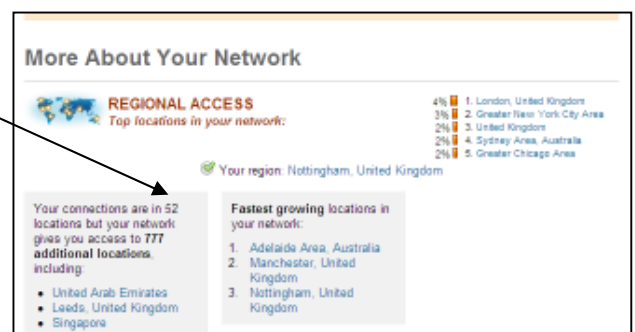 More About Your Network
REGIONAL ACCESS
Top locations in your network:
4% 1. London, United Kingdom
3% 2. Greater New York City Area
2% 3. United Kingdom
2% 4. Sydney Area, Australia
2% 5. Greater Chicago Area
Your region: Nottingham, United Kingdom
Your connections are in 52
locations but your network
gives you access to 777
additional locations,
including:
• United Arab Emirates
• Leeds, United Kingdom
• Singapore
Fastest growing locations in
your network:
1. Adelaide Area, Australia
2. Manchester, United
Kingdom
3. Nottingham, United
Kingdom